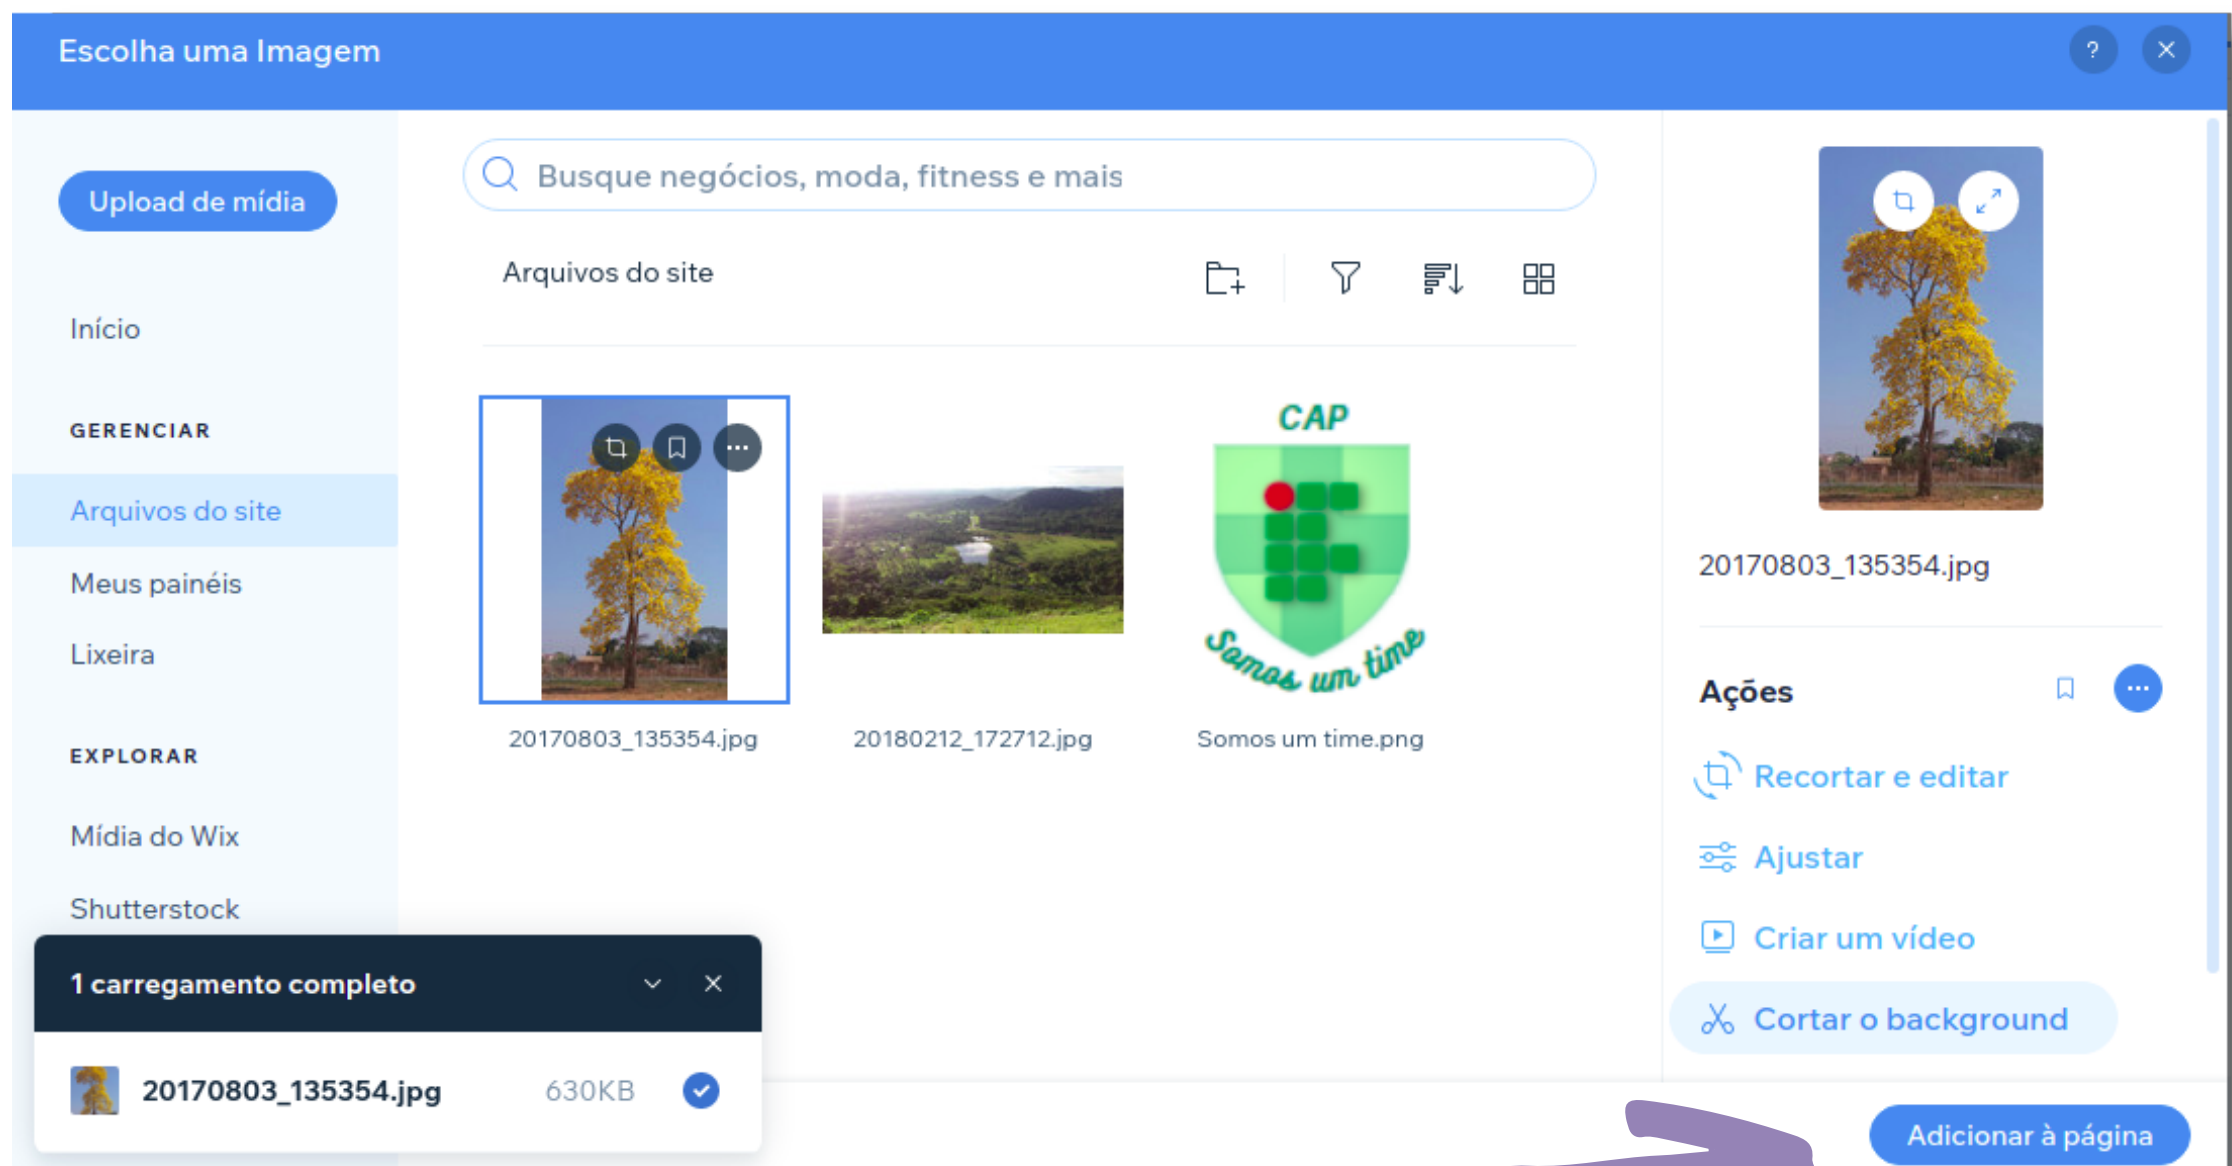 Escolha uma Imagem
?
Upload de mídia
Busque negócios, moda, fitness e mais
Arquivos do site
Início
GERENCIAR
Arquivos do site
Meus painéis
Lixeira
EXPLORAR
Mídia do Wix
Shutterstock
CAP
Somos um time
20170803_135354.jpg
20180212_172712.jpg
Somos um time.png
20170803_135354.jpg
Ações
Recortar e editar
Ajustar
Criar um vídeo
Cortar o background
1 carregamento completo
20170803_135354.jpg 630KB
Adicionar à página